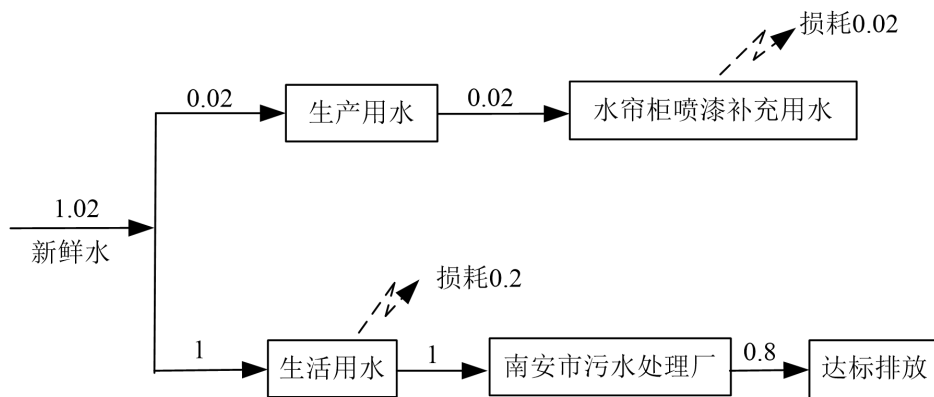 损耗0.02
0.02
生产用水
0.02
水帘柜喷漆补充用水
1.02
新鲜水
损耗0.2
1
生活用水
1
南安市污水处理厂
0.8
达标排放